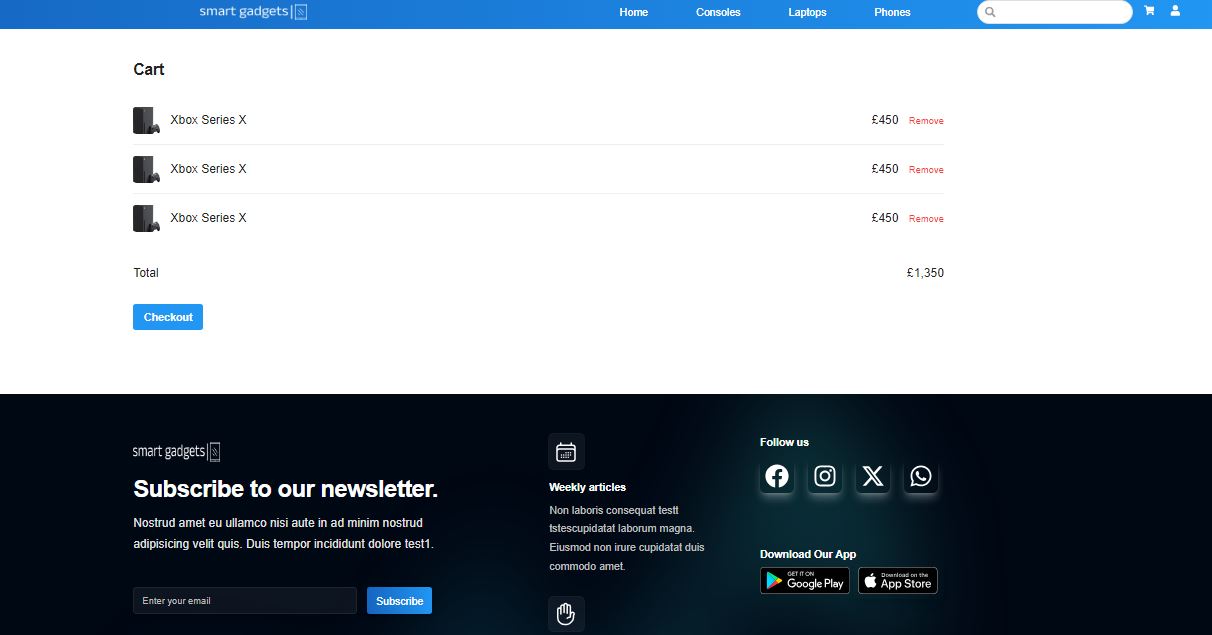 smart gadgets
Home Consoles Laptops Phones
Cart
Xbox Series X £450 Remove
Xbox Series X £450 Remove
Xbox Series X £450 Remove
Total £1,350
Checkout
smart gadgets
Subscribe to our newsletter.
Nostrud amet eu ullamco nisi aute in ad minim nostrud
adipisicing velit quis. Duis tempor incididunt dolore test1.
Enter your email Subscribe
Weekly articles
Non laboris consequat testt
tstescupidatat laborum magna.
Eiusmod non irure cupidatat duis
commodo amet.
Follow us
Download Our App
GET IT ON
Google Play
Download on the
App Store